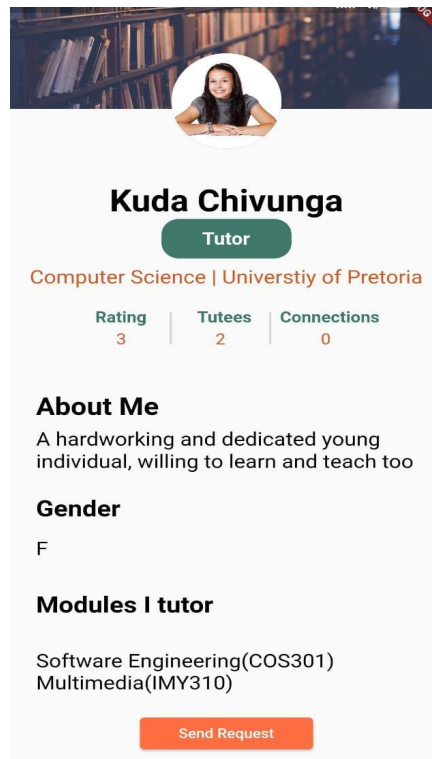 Kuda Chivunga
Tutor
Computer Science | Universtiy of Pretoria
Rating Tutees Connections
3 2 0
About Me
A hardworking and dedicated young
individual, willing to learn and teach too
Gender
F
Modules I tutor
Software Engineering(COS301)
Multimedia(IMY310)
Send Request